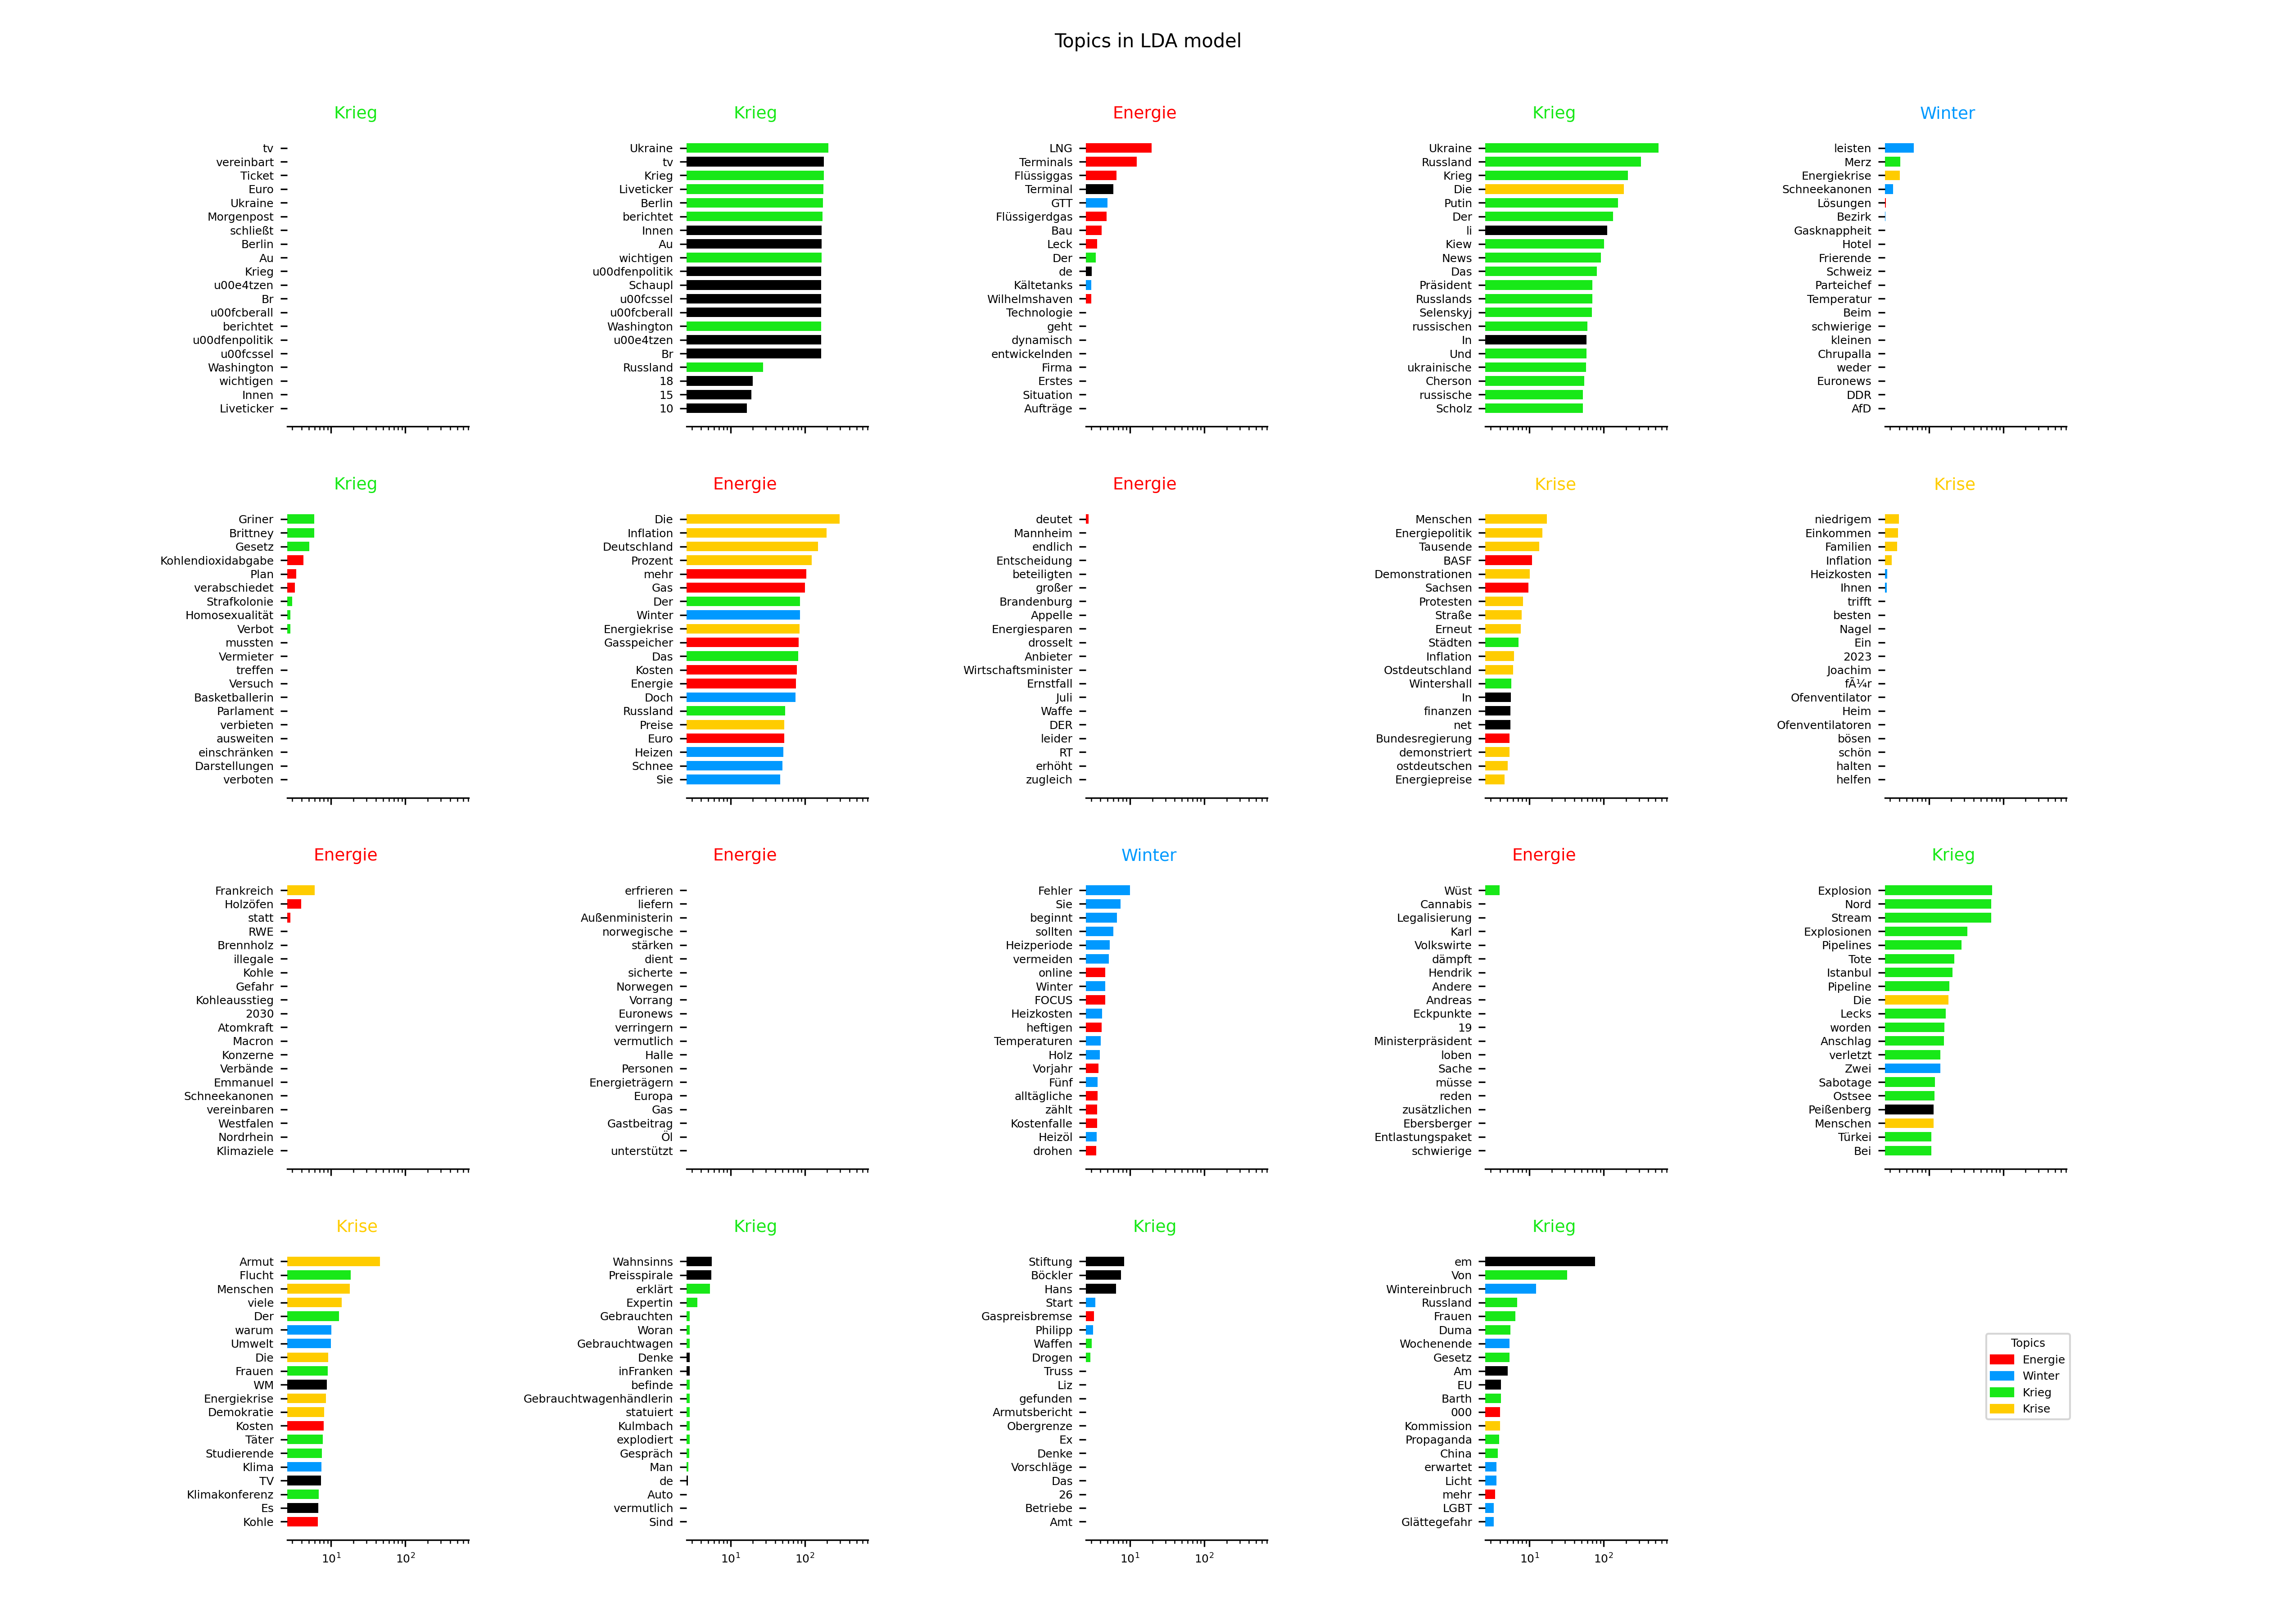 Topics in LDA model
Krieg
tv
vereinbart
Ticket
Euro
Ukraine
Morgenpost
schließt
Berlin
Au
Krieg
u00e4tzen
Br
u00fcberall
berichtet
u00dfenpolitik
u00fcssel
Washington
wichtigen
Innen
Liveticker
Krieg
Ukraine
tv
Krieg
Liveticker
Berlin
berichtet
Innen
Au
wichtigen
u00dfenpolitik
Schaupl
u00fcssel
u00fcberall
Washington
u00e4tzen
Br
Russland
18
15
10
Energie
LNG
Terminals
Flüssiggas
Terminal
GTT
Flüssigerdgas
Bau
Leck
Der
de
Kältetanks
Wilhelmshaven
Technologie
geht
dynamisch
entwickelnden
Firma
Erstes
Situation
Aufträge
Krieg
Ukraine
Russland
Krieg
Die
Putin
Der
li
Kiew
News
Das
Präsident
Russlands
Selenskyj
russischen
In
Und
ukrainische
Cherson
russische
Scholz
Winter
leisten
Merz
Energiekrise
Schneekanonen
Lösungen
Bezirk
Gasknappheit
Hotel
Frierende
Schweiz
Parteichef
Temperatur
Beim
schwierige
kleinen
Chrupalla
weder
Euronews
DDR
AfD
Krieg
Griner
Brittney
Gesetz
Kohlendioxidabgabe
Plan
verabschiedet
Strafkolonie
Homosexualität
Verbot
mussten
Vermieter
treffen
Versuch
Basketballerin
Parlament
verbieten
ausweiten
einschränken
Darstellungen
verboten
Energie
Die
Inflation
Deutschland
Prozent
mehr
Gas
Der
Winter
Energiekrise
Gasspeicher
Das
Kosten
Energie
Doch
Russland
Preise
Euro
Heizen
Schnee
Sie
Energie
deutet
Mannheim
endlich
Entscheidung
beteiligten
großer
Brandenburg
Appelle
Energiesparen
drosselt
Anbieter
Wirtschaftsminister
Ernstfall
Juli
Waffe
DER
leider
RT
erhöht
zugleich
Krise
Menschen
Energiepolitik
Tausende
BASF
Demonstrationen
Sachsen
Protesten
Straße
Erneut
Städten
Inflation
Ostdeutschland
Wintershall
In
finanzen
net
Bundesregierung
demonstriert
ostdeutschen
Energiepreise
Krise
niedrigem
Einkommen
Familien
Inflation
Heizkosten
Ihnen
trifft
besten
Nagel
Ein
2023
Joachim
fÃ¼r
Ofenventilator
Heim
Ofenventilatoren
bösen
schön
halten
helfen
Energie
Frankreich
Holzöfen
statt
RWE
Brennholz
illegale
Kohle
Gefahr
Kohleausstieg
2030
Atomkraft
Macron
Konzerne
Verbände
Emmanuel
Schneekanonen
vereinbaren
Westfalen
Nordrhein
Klimaziele
Energie
erfrieren
liefern
Außenministerin
norwegische
stärken
dient
sicherte
Norwegen
Vorrang
Euronews
verringern
vermutlich
Halle
Personen
Energieträgern
Europa
Gas
Gastbeitrag
Öl
unterstützt
Winter
Fehler
Sie
beginnt
sollten
Heizperiode
vermeiden
online
Winter
FOCUS
Heizkosten
heftigen
Temperaturen
Holz
Vorjahr
Fünf
alltägliche
zählt
Kostenfalle
Heizöl
drohen
Energie
Wüst
Cannabis
Legalisierung
Karl
Volkswirte
dämpft
Hendrik
Andere
Andreas
Eckpunkte
19
Ministerpräsident
loben
Sache
müsse
reden
zusätzlichen
Ebersberger
Entlastungspaket
schwierige
Krieg
Explosion
Nord
Stream
Explosionen
Pipelines
Tote
Istanbul
Pipeline
Die
Lecks
worden
Anschlag
verletzt
Zwei
Sabotage
Ostsee
Peißenberg
Menschen
Türkei
Bei
Krise
Armut
Flucht
Menschen
viele
Der
warum
Umwelt
Die
Frauen
WM
Energiekrise
Demokratie
Kosten
Täter
Studierende
Klima
TV
Klimakonferenz
Es
Kohle
10¹
10²
Krieg
Wahnsinns
Preisspirale
erklärt
Expertin
Gebrauchten
Woran
Gebrauchtwagen
Denke
inFranken
befinde
Gebrauchtwagenhändlerin
statuiert
Kulmbach
explodiert
Gespräch
Man
de
Auto
vermutlich
Sind
10¹
10²
Krieg
Stiftung
Böckler
Hans
Start
Gaspreisbremse
Philipp
Waffen
Drogen
Truss
Liz
gefunden
Armutsbericht
Obergrenze
Ex
Denke
Vorschläge
Das
26
Betriebe
Amt
10¹
10²
Krieg
em
Von
Wintereinbruch
Russland
Frauen
Duma
Wochenende
Gesetz
Am
EU
Barth
000
Kommission
Propaganda
China
erwartet
Licht
mehr
LGBT
Glättegefahr
10¹
10²
Topics
Energie
Winter
Krieg
Krise